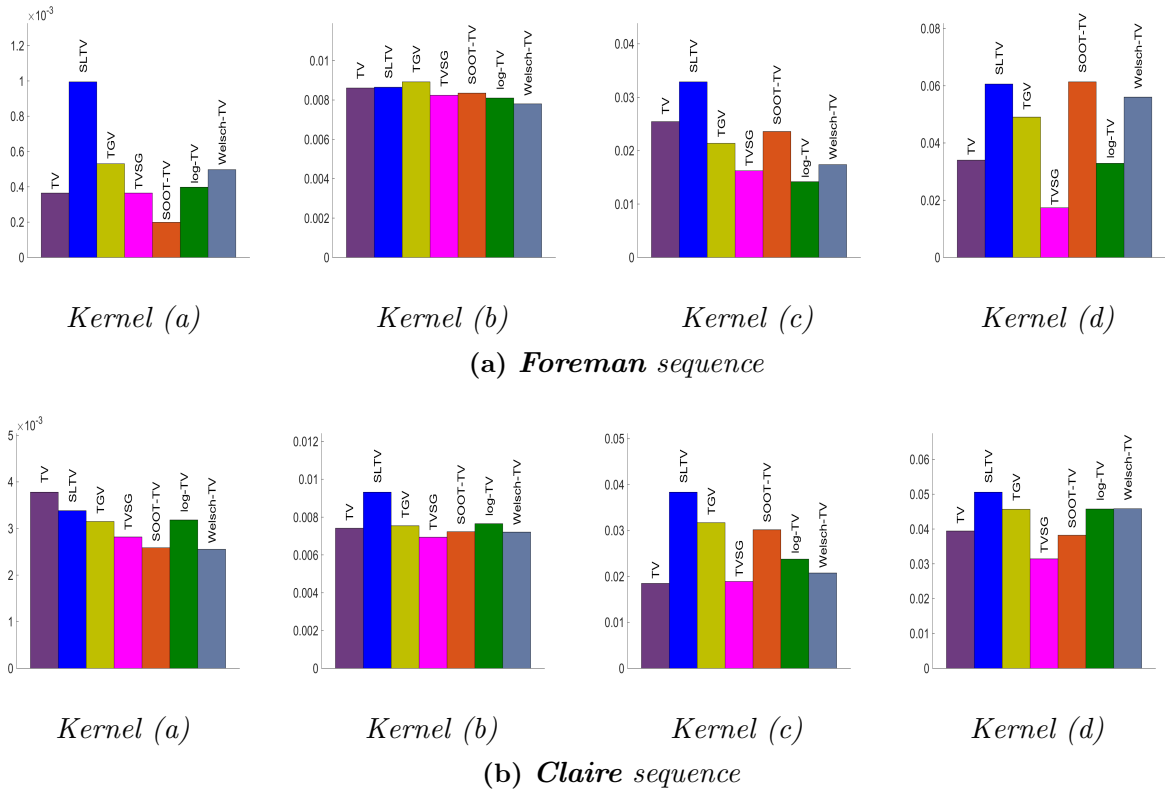 ×10⁻³
1.2
1
0.8
0.6
0.4
0.2
0
TV
SLTV
TGV
TVSG
SOOT-TV
log-TV
Welsch-TV
0.01
0.008
0.006
0.004
0.002
0
TV
SLTV
TGV
TVSG
SOOT-TV
log-TV
Welsch-TV
0.04
0.03
0.02
0.01
0
TV
SLTV
TGV
TVSG
SOOT-TV
log-TV
Welsch-TV
0.08
0.06
0.04
0.02
0
TV
SLTV
TGV
TVSG
SOOT-TV
log-TV
Welsch-TV
Kernel (a) Kernel (b) Kernel (c) Kernel (d)
(a) Foreman sequence
×10⁻³
5
4
3
2
1
0
TV
SLTV
TGV
TVSG
SOOT-TV
log-TV
Welsch-TV
0.012
0.01
0.008
0.006
0.004
0.002
0
TV
SLTV
TGV
TVSG
SOOT-TV
log-TV
Welsch-TV
0.05
0.04
0.03
0.02
0.01
0
TV
SLTV
TGV
TVSG
SOOT-TV
log-TV
Welsch-TV
0.06
0.05
0.04
0.03
0.02
0.01
0
TV
SLTV
TGV
TVSG
SOOT-TV
log-TV
Welsch-TV
Kernel (a) Kernel (b) Kernel (c) Kernel (d)
(b) Claire sequence